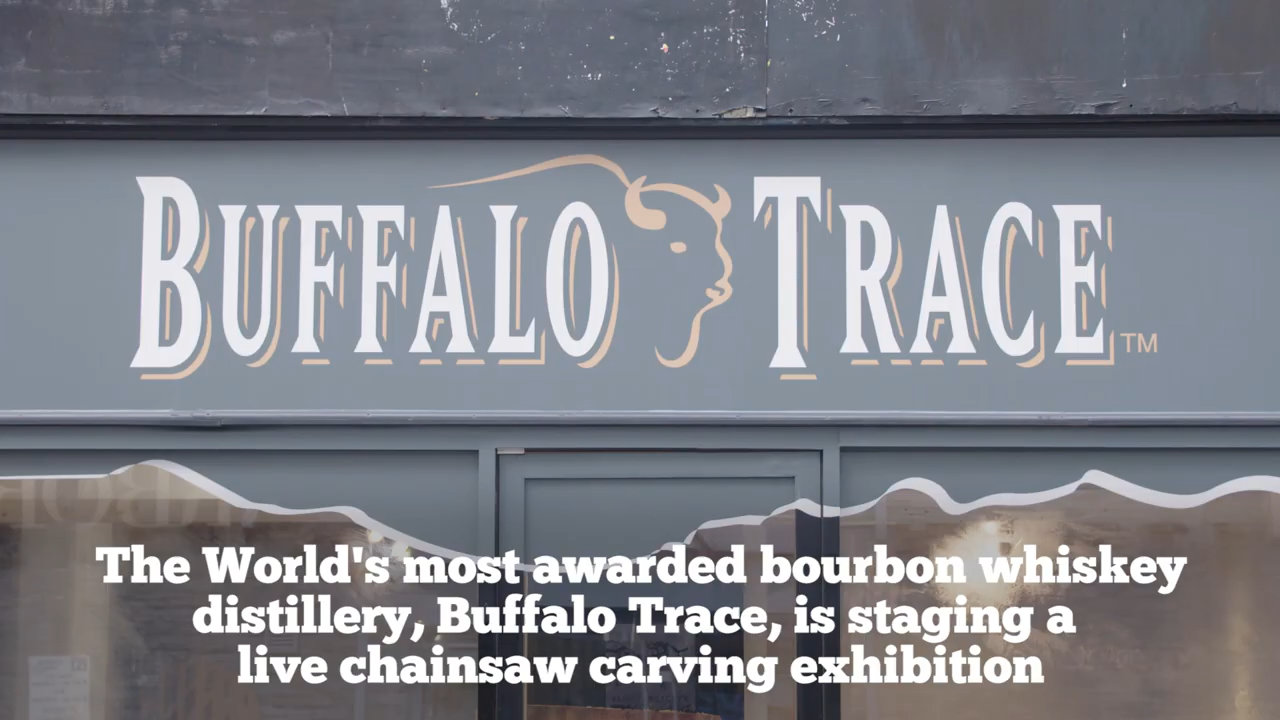 BUFFALO TRACE™
The World's most awarded bourbon whiskey
distillery, Buffalo Trace, is staging a
live chainsaw carving exhibition